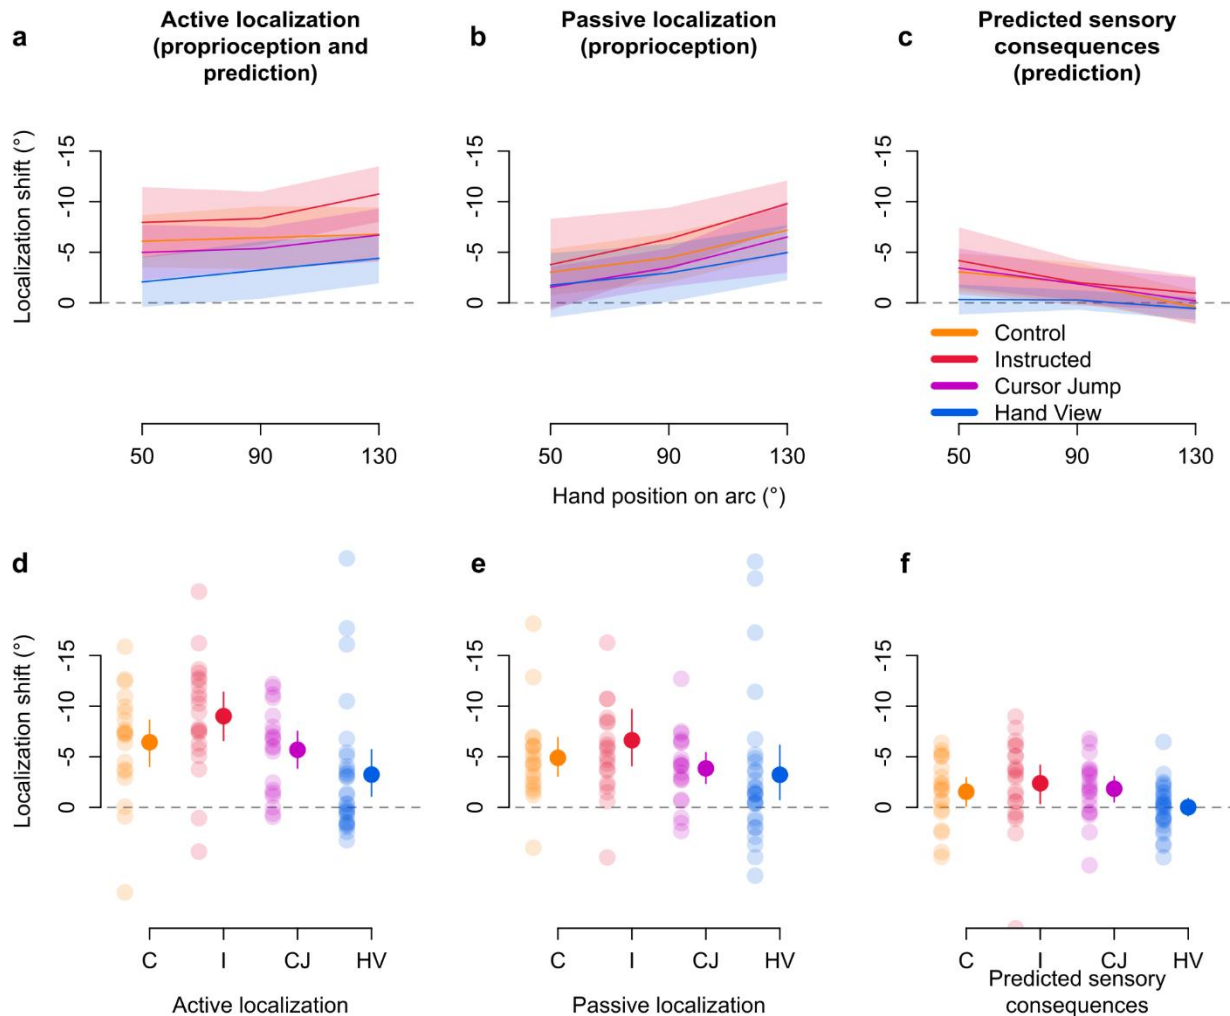 a
Active localization
(proprioception and
prediction)
b
Passive localization
(proprioception)
c
Predicted sensory
consequences
(prediction)
Localization shift (°)
-15
-10
-5
0
-15
-10
-5
0
-15
-10
-5
0
Control
Instructed
Cursor Jump
Hand View
50 90 130
50 90 130
50 90 130
Hand position on arc (°)
d
e
f
Localization shift (°)
-15
-10
-5
0
-15
-10
-5
0
-15
-10
-5
0
C I CJ HV
C I CJ HV
C I CJ HV
Active localization
Passive localization
Predicted sensory
consequences